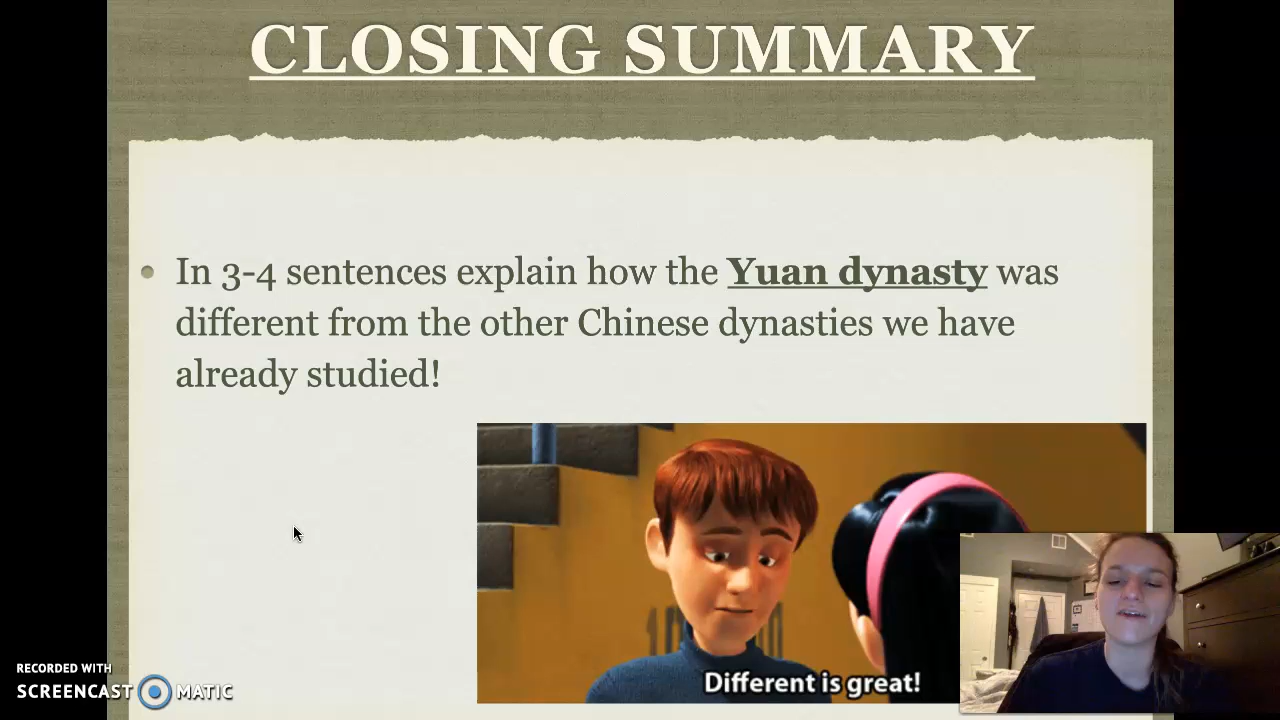 CLOSING SUMMARY
In 3-4 sentences explain how the Yuan dynasty was
different from the other Chinese dynasties we have
already studied!
Different is great!
RECORDED WITH
SCREENCAST MATIC